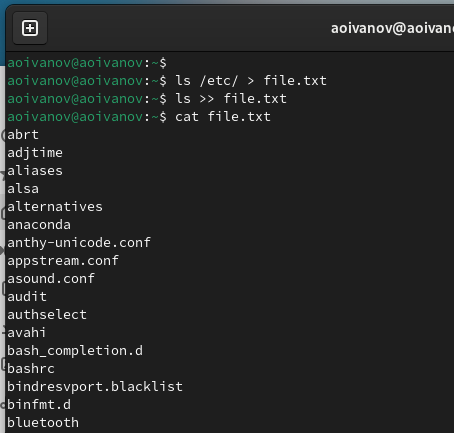 aoivanov@aoivan
aoivanov@aoivanov:~$
aoivanov@aoivanov:~$ ls /etc/ > file.txt
aoivanov@aoivanov:~$ ls >> file.txt
aoivanov@aoivanov:~$ cat file.txt
abrt
adjtime
aliases
alsa
alternatives
anaconda
anthy-unicode.conf
appstream.conf
asound.conf
audit
authselect
avahi
bash_completion.d
bashrc
bindresvport.blacklist
binfmt.d
bluetooth